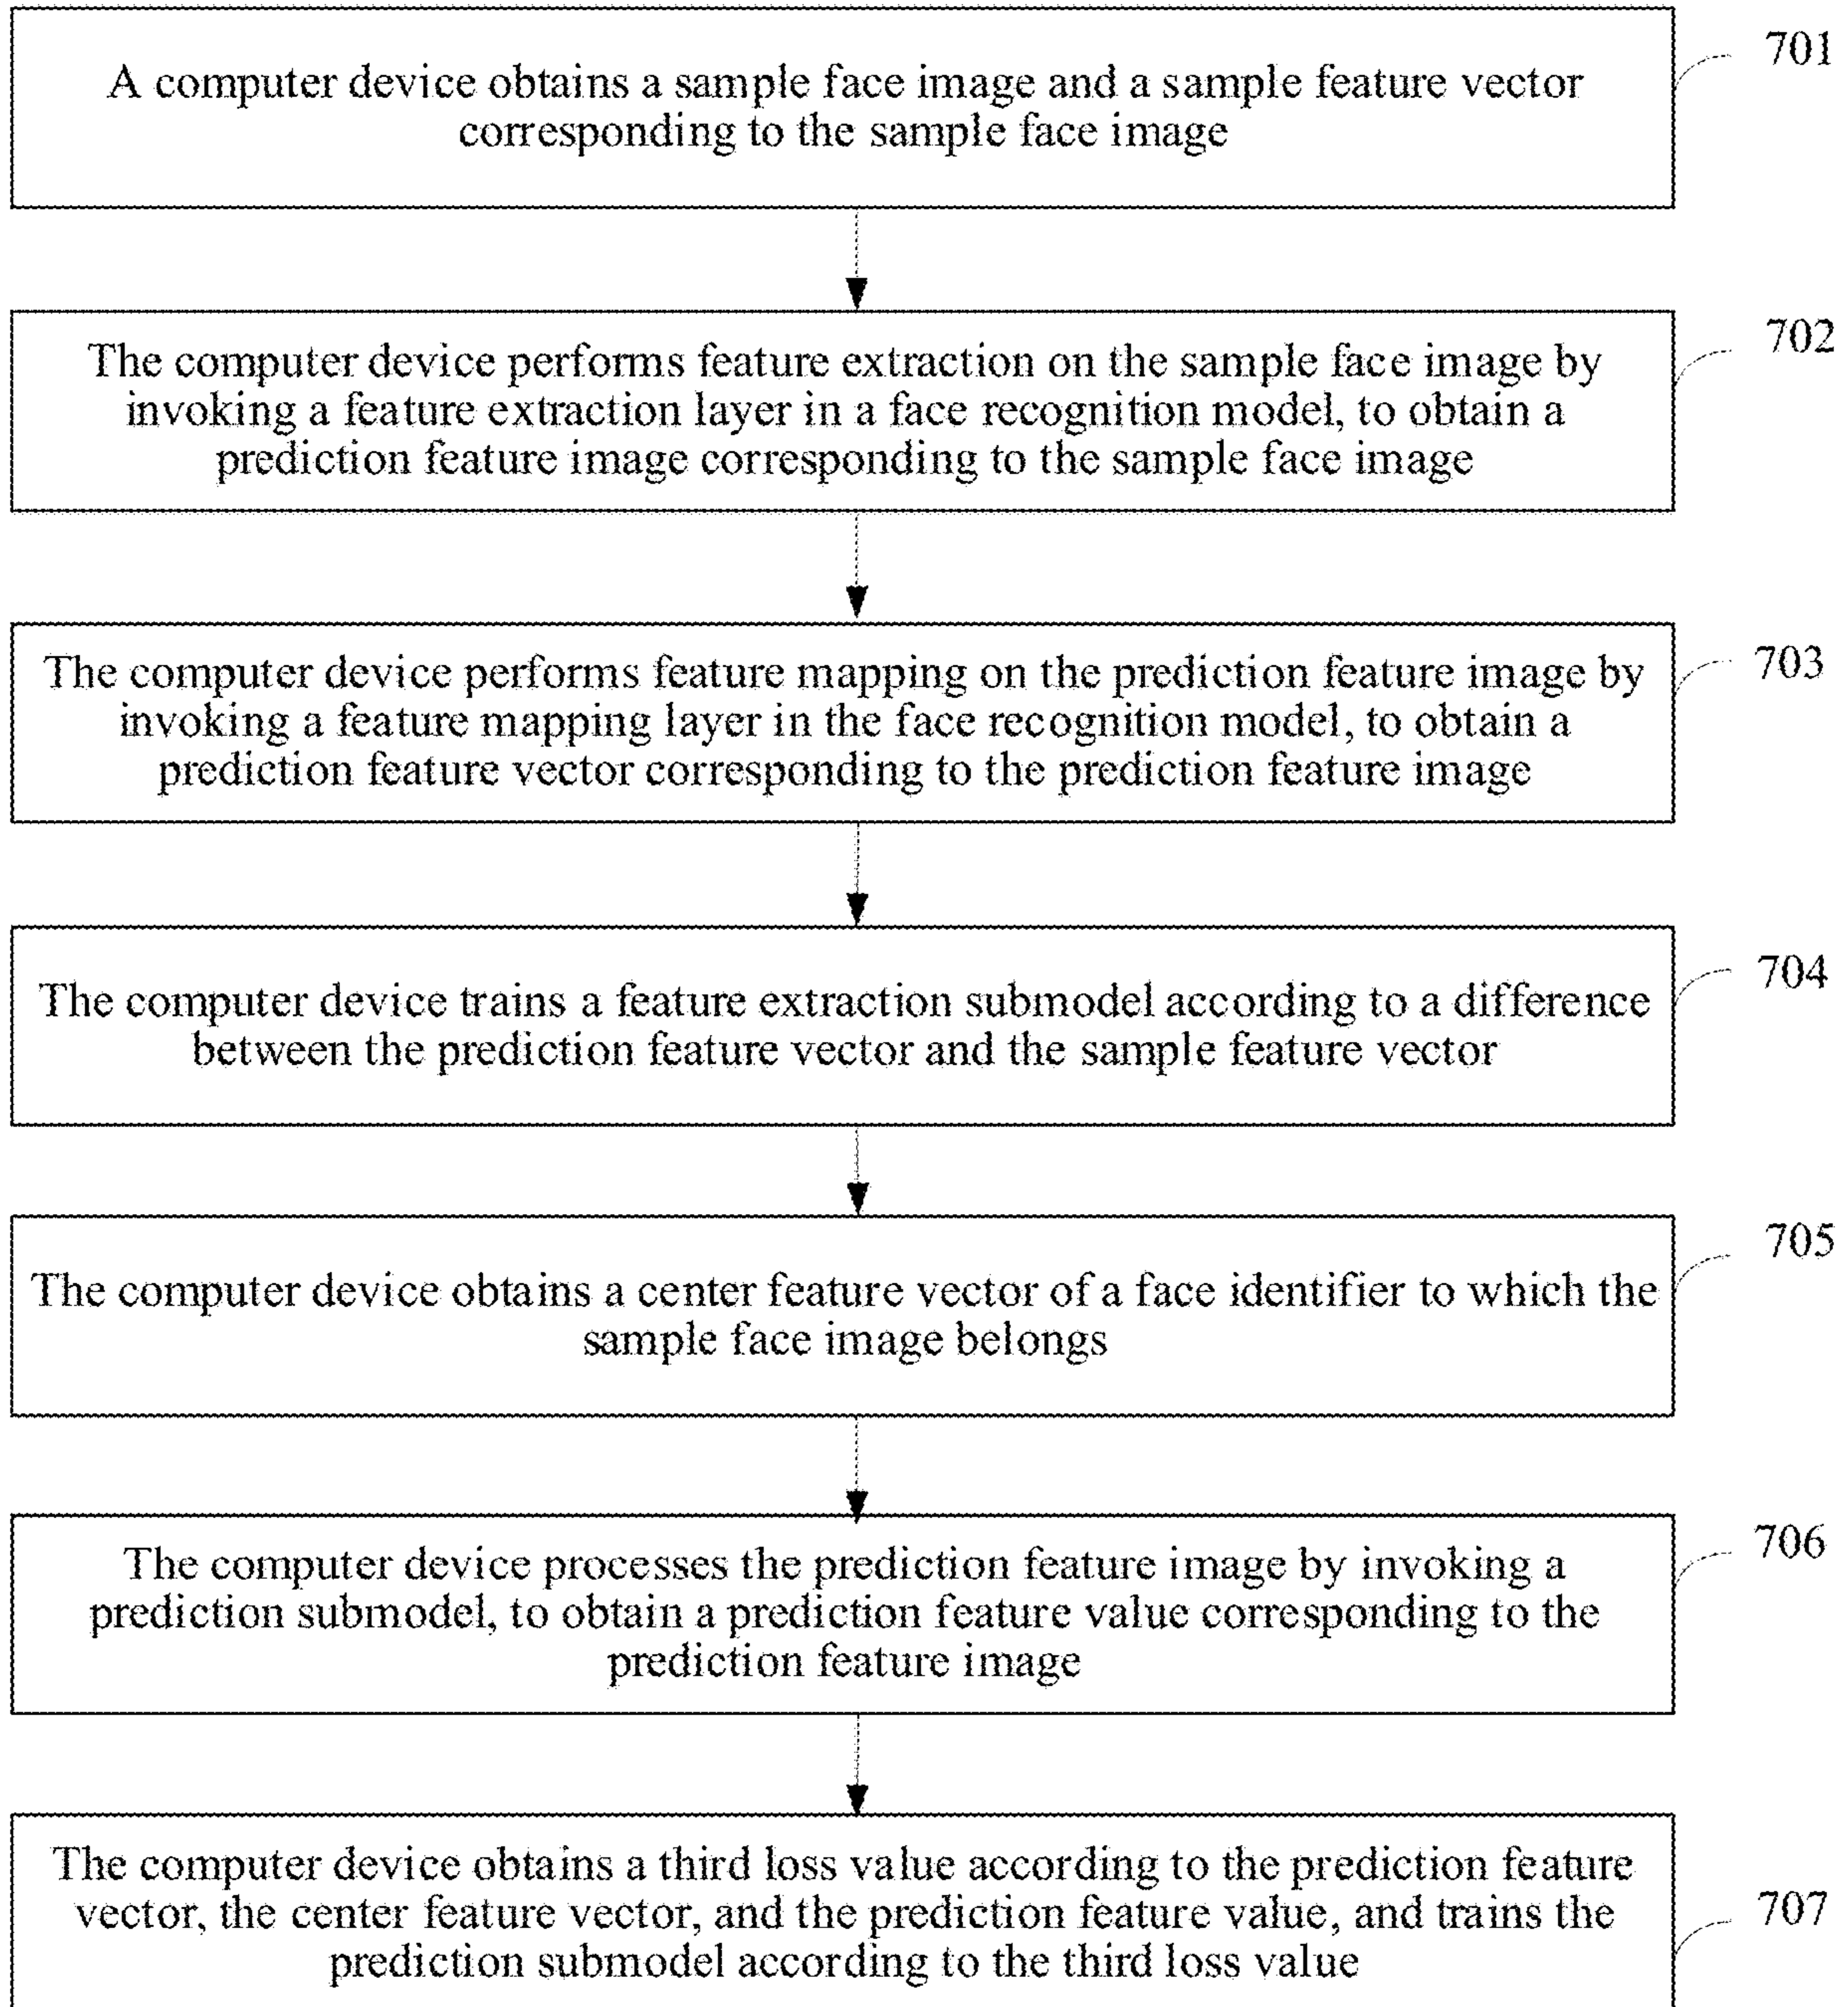 701
A computer device obtains a sample face image and a sample feature vector
corresponding to the sample face image
702
The computer device performs feature extraction on the sample face image by
invoking a feature extraction layer in a face recognition model, to obtain a
prediction feature image corresponding to the sample face image
703
The computer device performs feature mapping on the prediction feature image by
invoking a feature mapping layer in the face recognition model, to obtain a
prediction feature vector corresponding to the prediction feature image
704
The computer device trains a feature extraction submodel according to a difference
between the prediction feature vector and the sample feature vector
705
The computer device obtains a center feature vector of a face identifier to which the
sample face image belongs
706
The computer device processes the prediction feature image by invoking a
prediction submodel, to obtain a prediction feature value corresponding to the
prediction feature image
The computer device obtains a third loss value according to the prediction feature
vector, the center feature vector, and the prediction feature value, and trains the
707
prediction submodel according to the third loss value